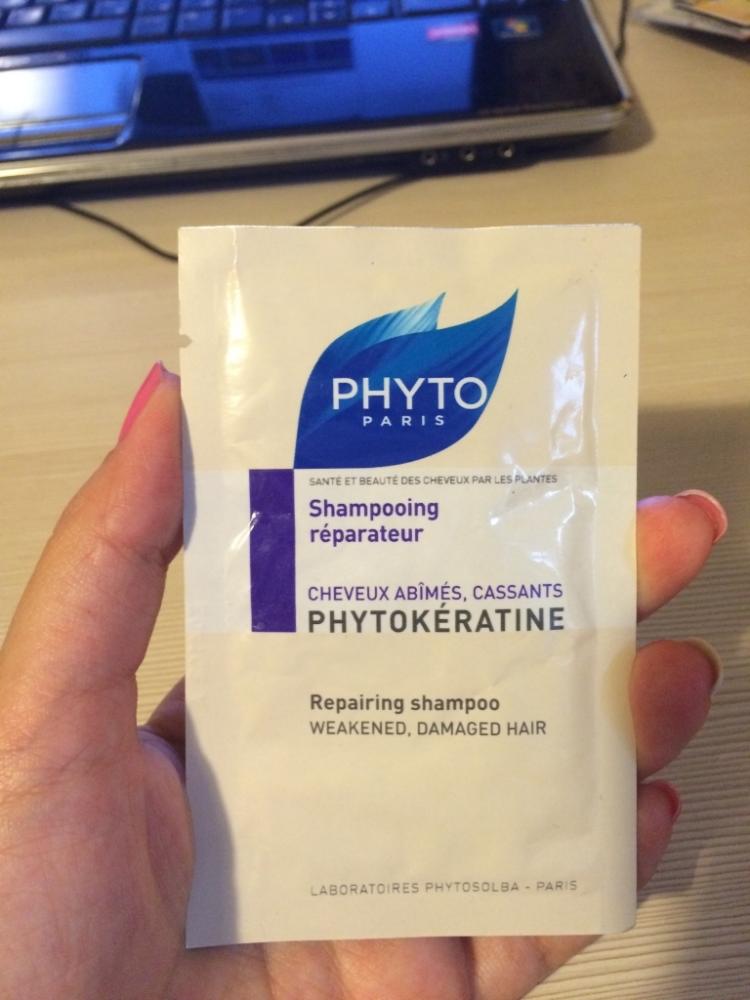 PHYTO
PARIS
SANTÉ ET BEAUTÉ DES CHEVEUX PAR LES PLANTES
Shampooing
réparateur
CHEVEUX ABÎMÉS, CASSANTS
PHYTOKÉRATINE
Repairing shampoo
WEAKENED, DAMAGED HAIR
LABORATOIRES PHYTOSOLBA - PARIS